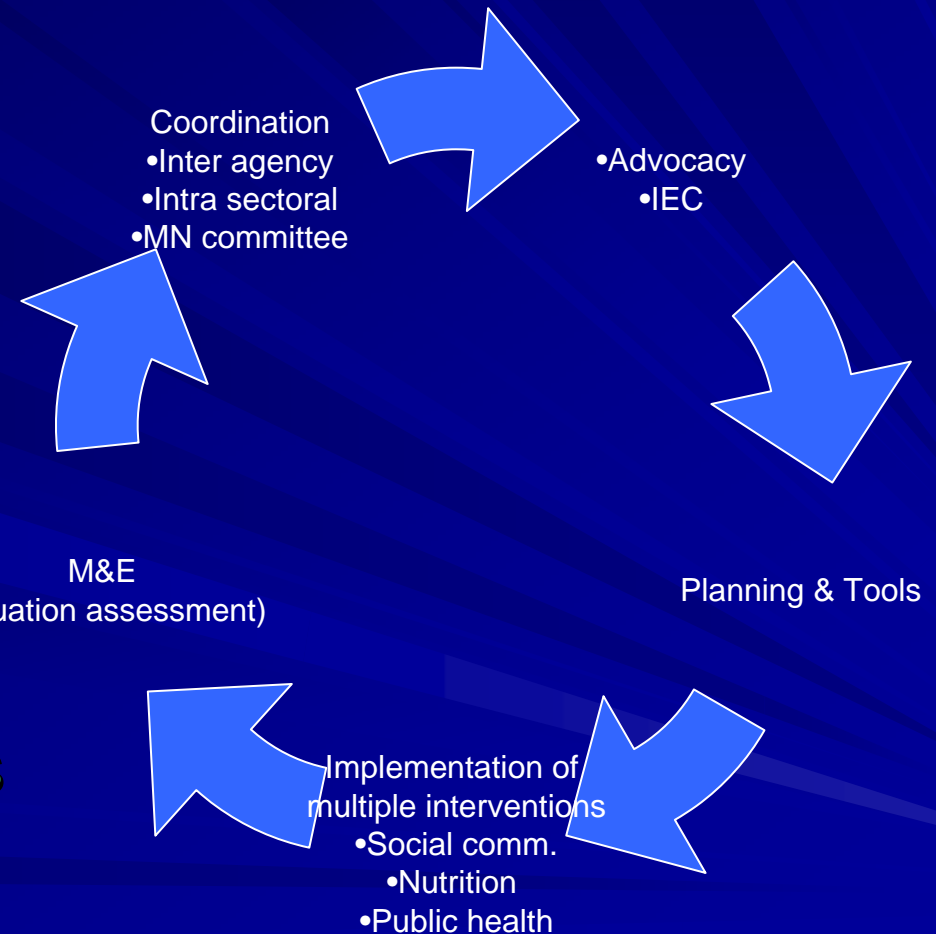 Coordination
•Inter agency
•Intra sectoral
•MN committee
•Advocacy
•IEC
Planning & Tools
Implementation of
multiple interventions
•Social comm.
•Nutrition
•Public health
M&E
assessment)